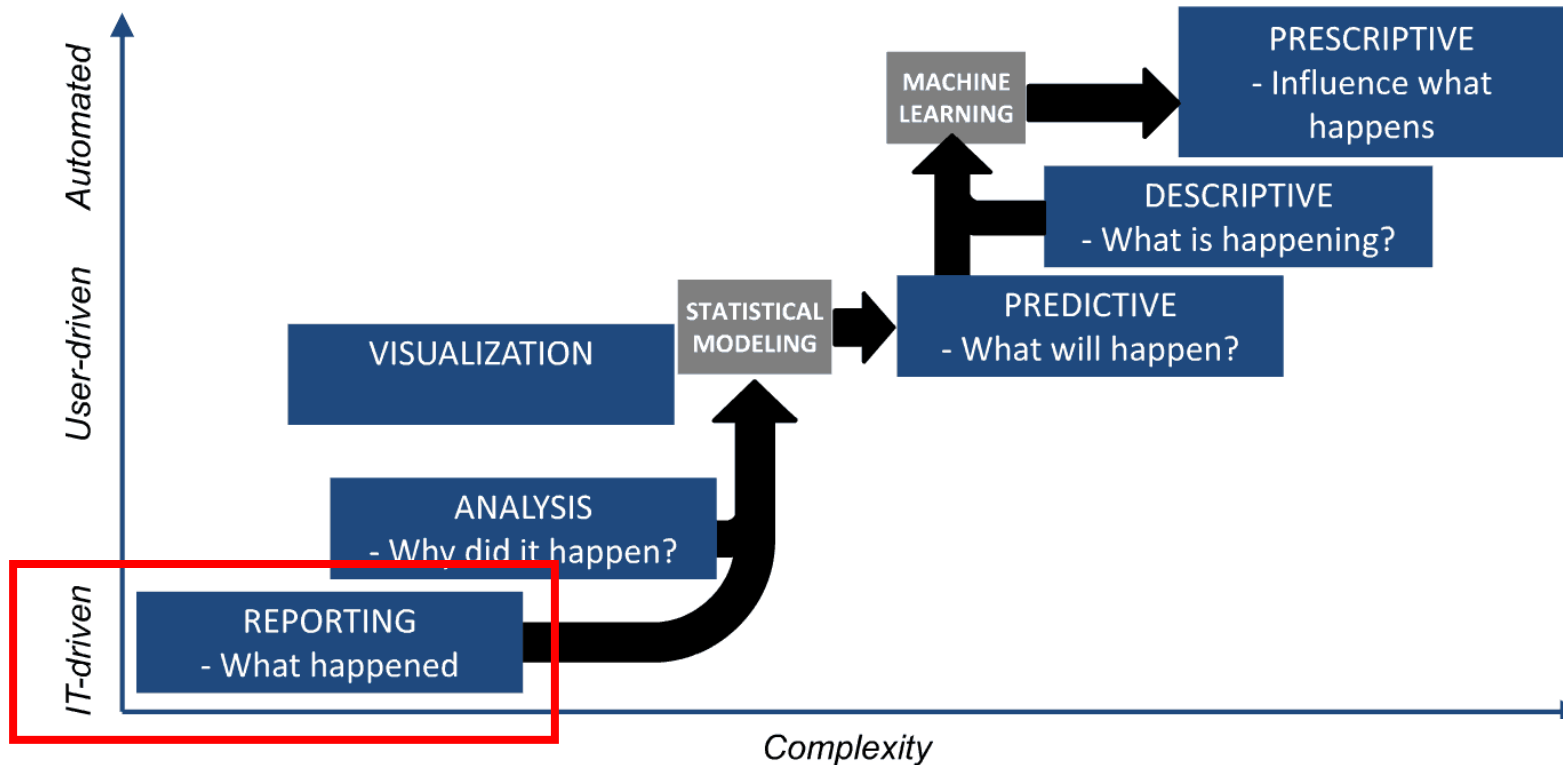 Automated
User-driven
IT-driven
MACHINE
LEARNING
PRESCRIPTIVE
- Influence what
happens
DESCRIPTIVE
- What is happening?
STATISTICAL
MODELING
PREDICTIVE
- What will happen?
VISUALIZATION
ANALYSIS
- Why did it happen?
REPORTING
- What happened
Complexity